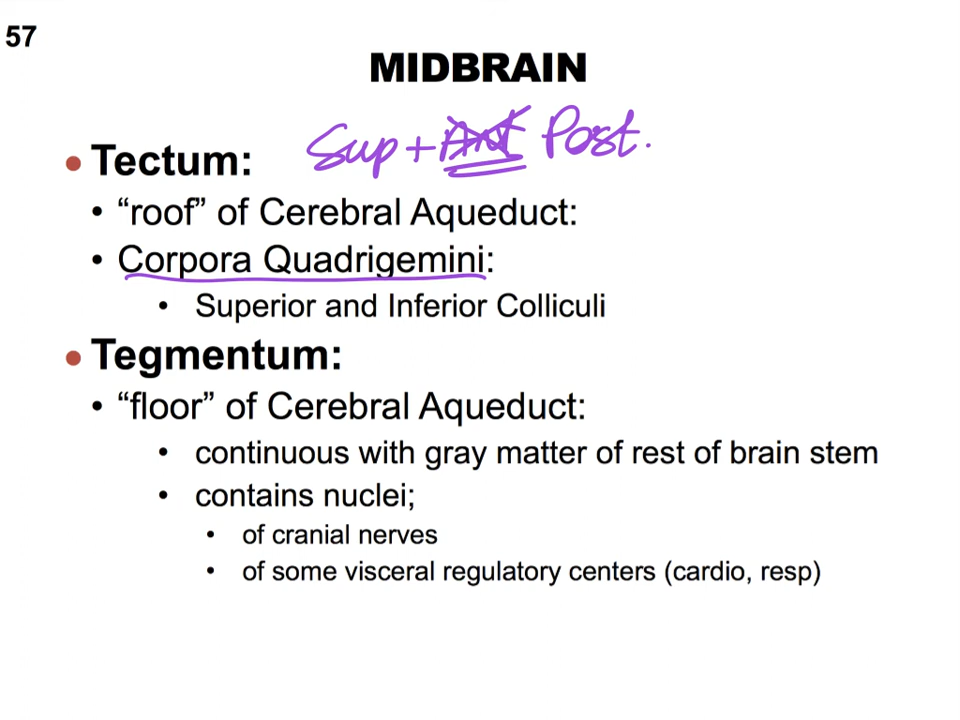 57
MIDBRAIN
Sup + Ant Post.
• Tectum:
• “roof” of Cerebral Aqueduct:
• Corpora Quadrigemini:
• Superior and Inferior Colliculi
• Tegmentum:
• “floor” of Cerebral Aqueduct:
• continuous with gray matter of rest of brain stem
• contains nuclei;
• of cranial nerves
• of some visceral regulatory centers (cardio, resp)